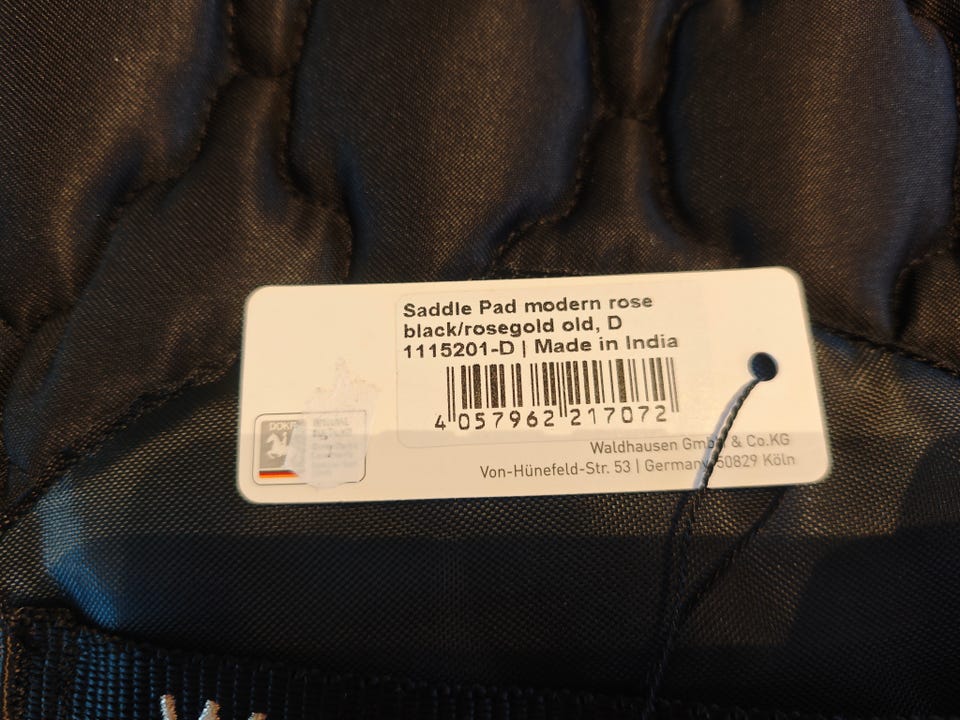 Saddle Pad modern rose
black/rosegold old, D
1115201-D | Made in India
4 057962 217072
Waldhausen GmbH & Co.KG
Von-Hünefeld-Str. 53 | Germany 50829 Köln
DOKR